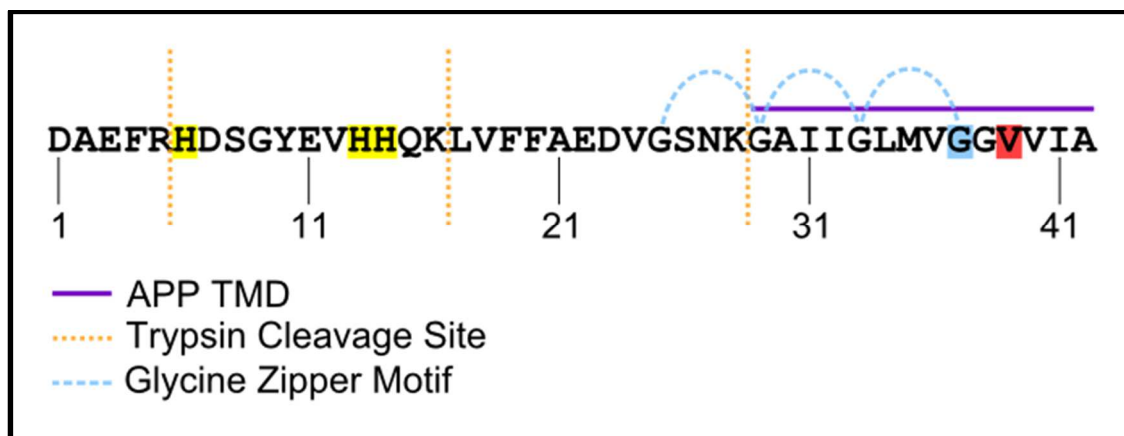 DAEFRHDSGYEVHHQKLVFFAEDVGSNKGAIIGLMVGGVVIA
1 11 21 31 41
APP TMD
Trypsin Cleavage Site
Glycine Zipper Motif